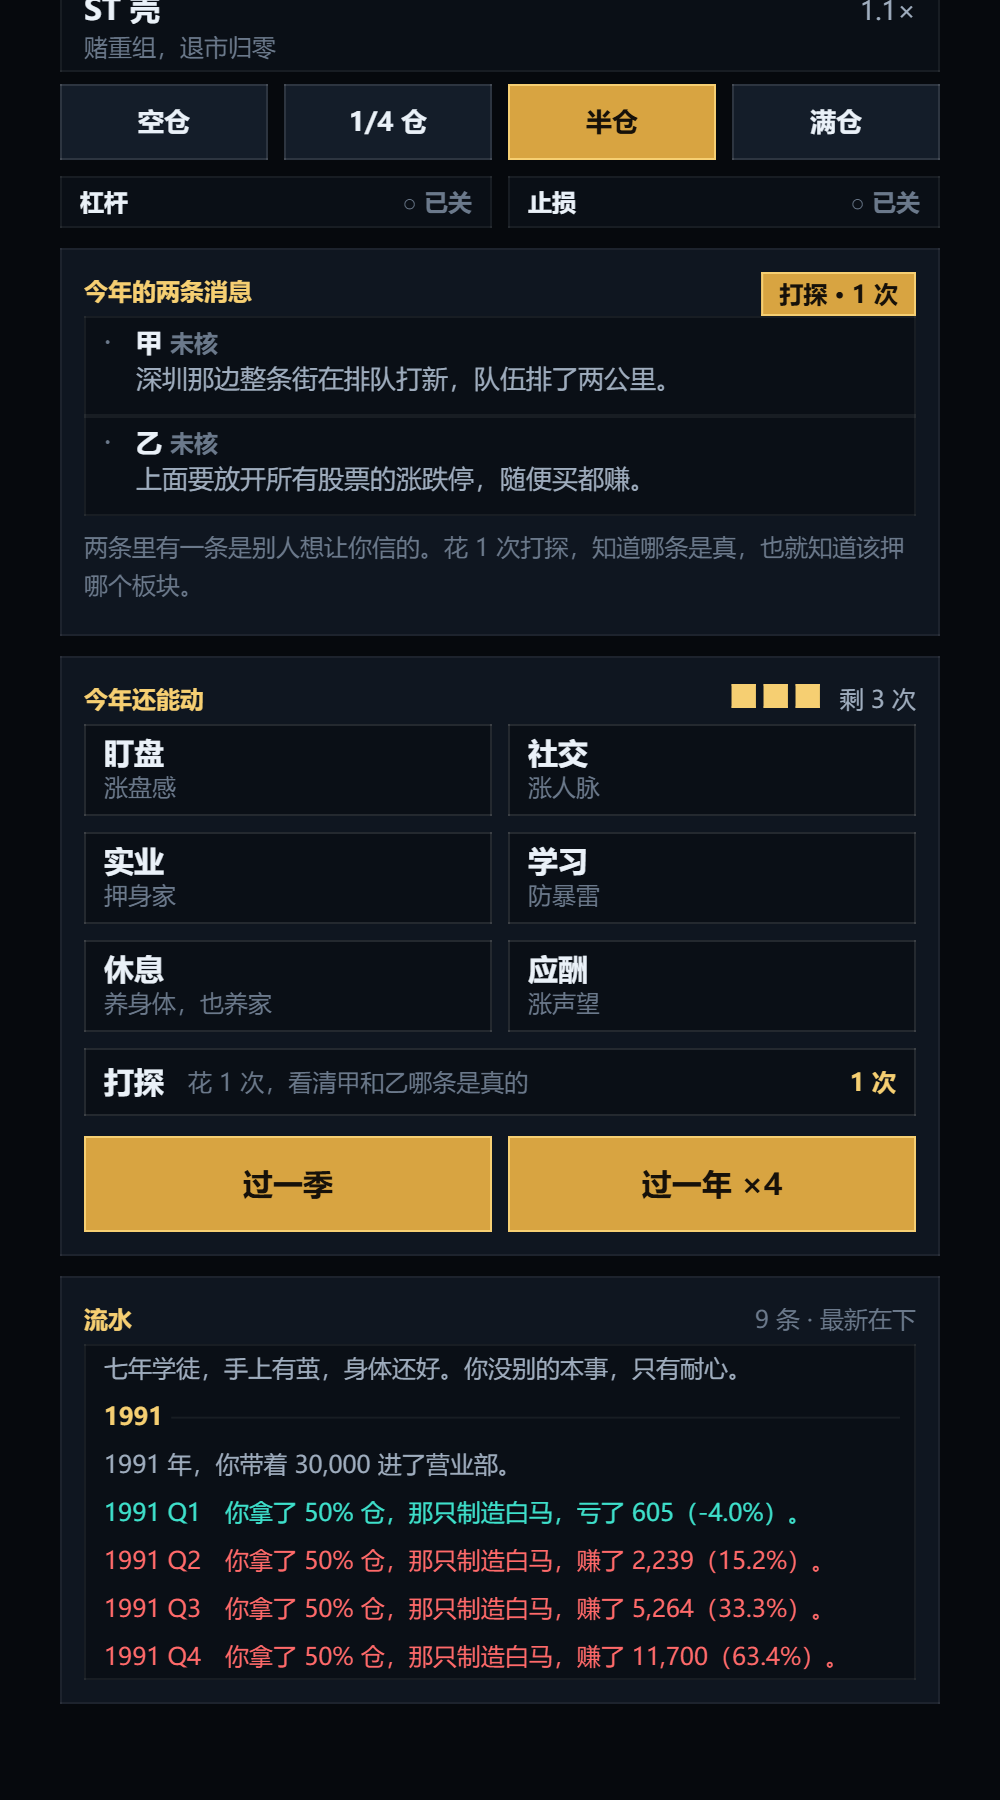 ST 壳
1.1×
赌重组，退市归零
空仓
1/4 仓
半仓
满仓
杠杆
○ 已关
止损
○ 已关
今年的两条消息
打探 · 1 次
· 甲 未核
深圳那边整条街在排队打新，队伍排了两公里。
· 乙 未核
上面要放开所有股票的涨跌停，随便买都赚。
两条里有一条是别人想让你信的。花 1 次打探，知道哪条是真，也就知道该押
哪个板块。
今年还能动
剩 3 次
盯盘
涨盘感
社交
涨人脉
实业
押身家
学习
防暴雷
休息
养身体，也养家
应酬
涨声望
打探 花 1 次，看清甲和乙哪条是真的
1 次
过一季
过一年 ×4
流水
9 条 · 最新在下
七年学徒，手上有茧，身体还好。你没别的本事，只有耐心。
1991
1991 年，你带着 30,000 进了营业部。
1991 Q1 你拿了 50% 仓，那只制造白马，亏了 605（-4.0%）。
1991 Q2 你拿了 50% 仓，那只制造白马，赚了 2,239（15.2%）。
1991 Q3 你拿了 50% 仓，那只制造白马，赚了 5,264（33.3%）。
1991 Q4 你拿了 50% 仓，那只制造白马，赚了 11,700（63.4%）。